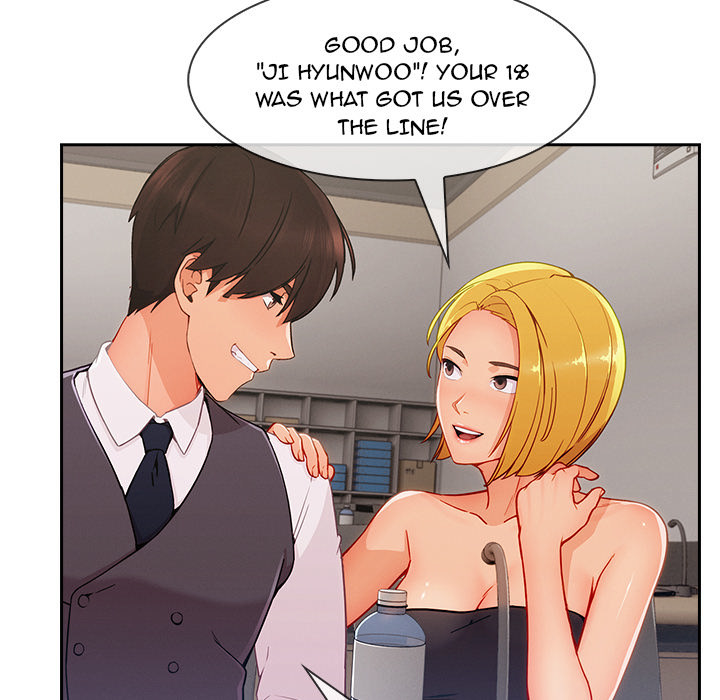 GOOD JOB,
"JI HYUNWOO"! YOUR 1%
WAS WHAT GOT US OVER
THE LINE!